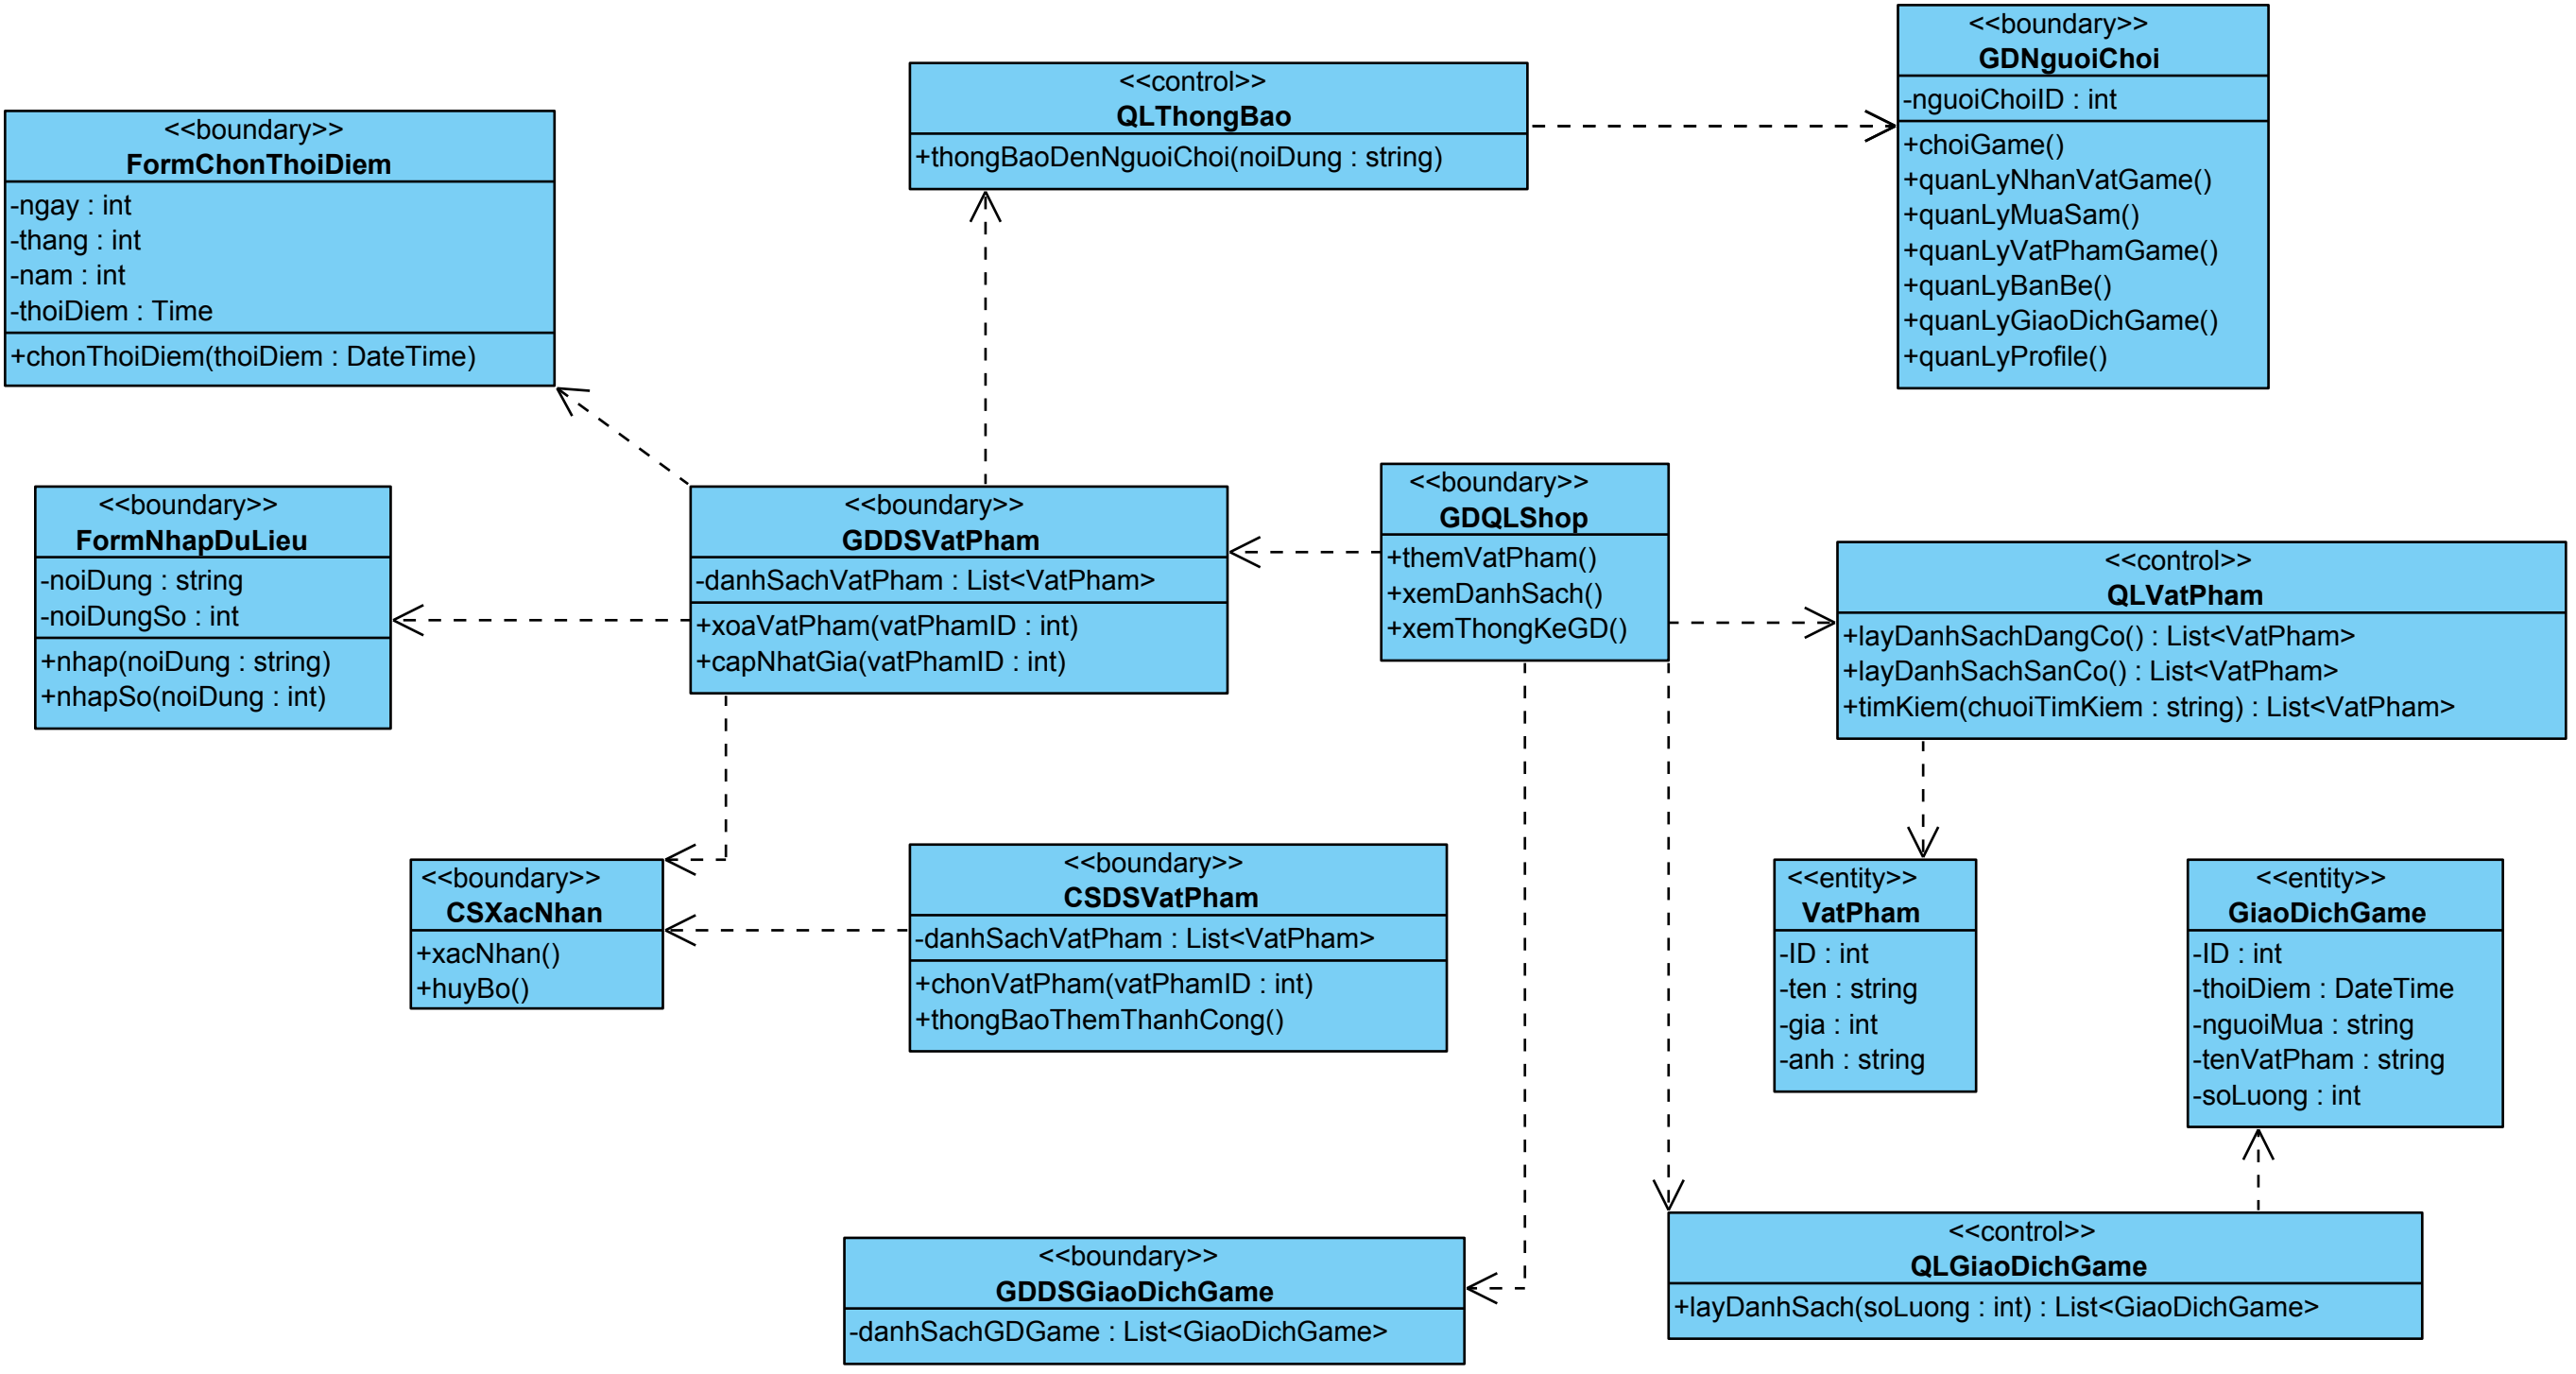 <<boundary>>
FormChonThoiDiem
-ngay : int
-thang : int
-nam : int
-thoiDiem : Time
+chonThoiDiem(thoiDiem : DateTime)
<<control>>
QLThongBao
+thongBaoDenNguoiChoi(noiDung : string)
<<boundary>>
GDNguoiChoi
-nguoiChoiID : int
+choiGame()
+quanLyNhanVatGame()
+quanLyMuaSam()
+quanLyVatPhamGame()
+quanLyBanBe()
+quanLyGiaoDichGame()
+quanLyProfile()
<<boundary>>
FormNhapDuLieu
-noiDung : string
-noiDungSo : int
+nhap(noiDung : string)
+nhapSo(noiDung : int)
<<boundary>>
GDDSVatPham
-danhSachVatPham : List<VatPham>
+xoaVatPham(vatPhamID : int)
+capNhatGia(vatPhamID : int)
<<boundary>>
GDQLShop
+themVatPham()
+xemDanhSach()
+xemThongKeGD()
<<control>>
QLVatPham
+layDanhSachDangCo() : List<VatPham>
+layDanhSachSanCo() : List<VatPham>
+timKiem(chuoiTimKiem : string) : List<VatPham>
<<boundary>>
CSXacNhan
+xacNhan()
+huyBo()
<<boundary>>
CSDSVatPham
-danhSachVatPham : List<VatPham>
+chonVatPham(vatPhamID : int)
+thongBaoThemThanhCong()
<<entity>>
VatPham
-ID : int
-ten : string
-gia : int
-anh : string
<<entity>>
GiaoDichGame
-ID : int
-thoiDiem : DateTime
-nguoiMua : string
-tenVatPham : string
-soLuong : int
<<boundary>>
GDDSGiaoDichGame
-danhSachGDGame : List<GiaoDichGame>
<<control>>
QLGiaoDichGame
+layDanhSach(soLuong : int) : List<GiaoDichGame>